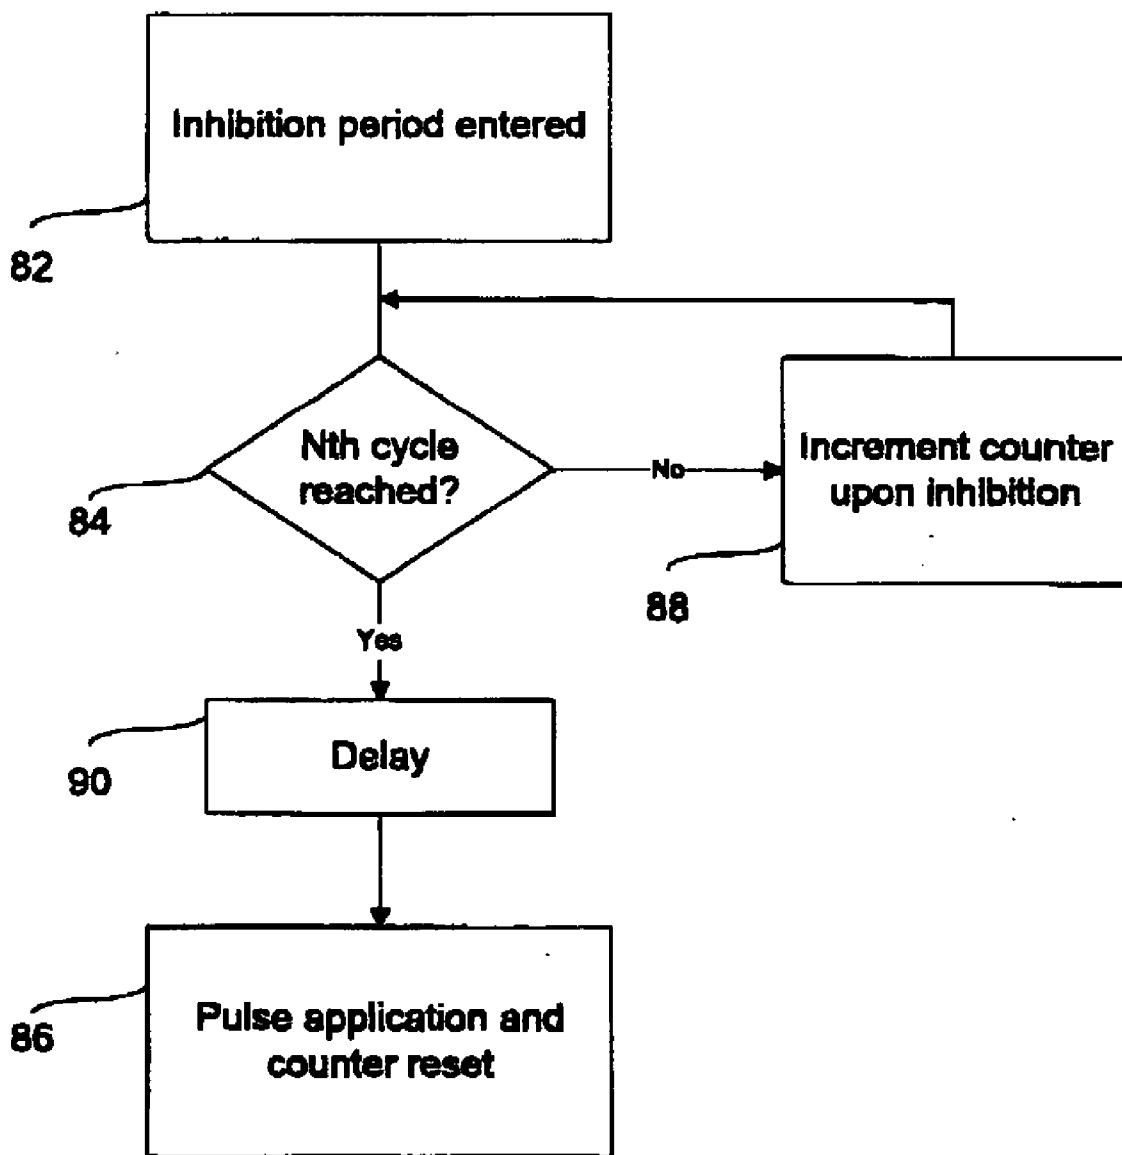 Inhibition period entered
82
Nth cycle
reached?
84
No
Increment counter
upon inhibition
88
Yes
Delay
90
Pulse application and
counter reset
86